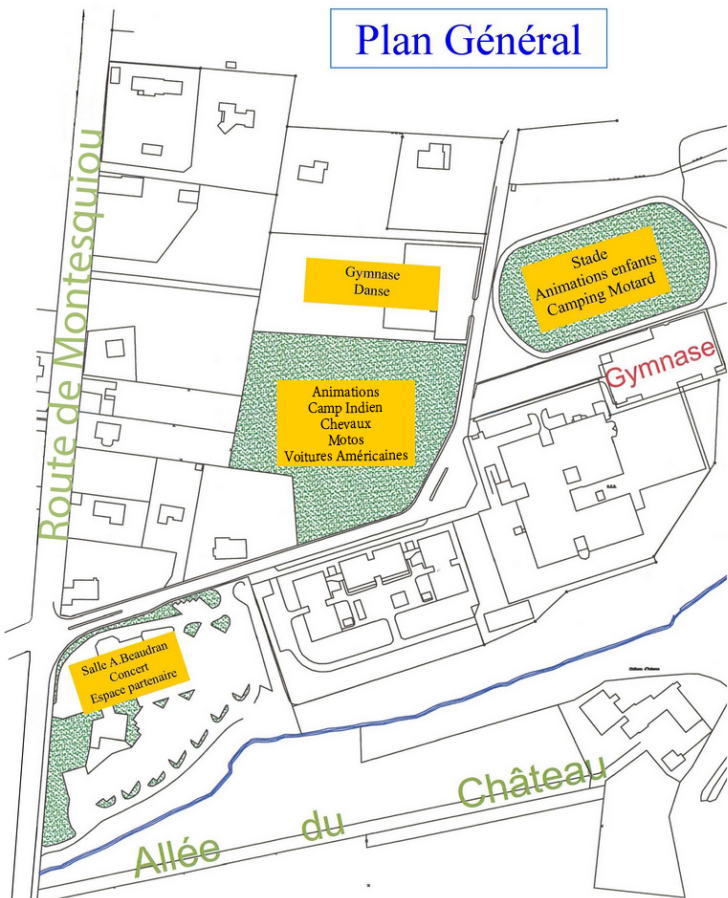 Plan Général
Route de Montesquiou
Gymnase
Danse
Stade
Animations enfants
Camping Motard
Gymnase
Animations
Camp Indien
Chevaux
Motos
Voitures Américaines
Salle A.Beaudran
Concert
Espace partenaire
Allée du Château